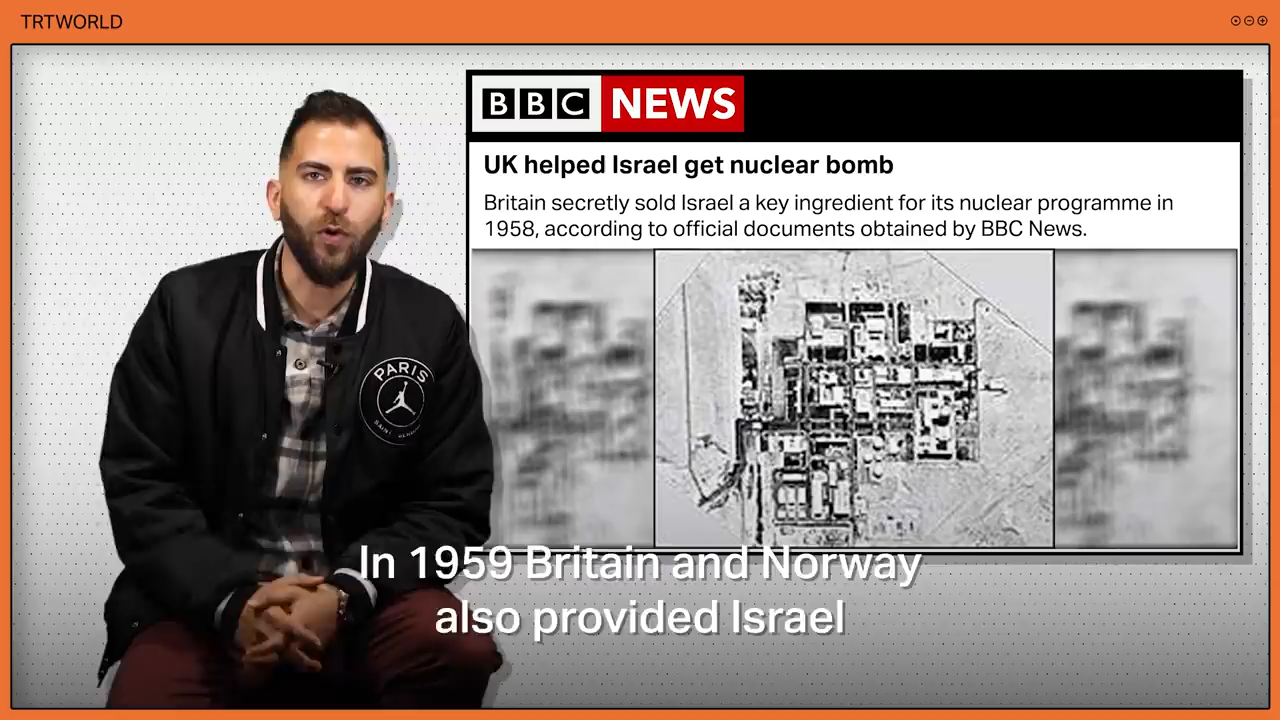 TRTWORLD
BBC NEWS
UK helped Israel get nuclear bomb
Britain secretly sold Israel a key ingredient for its nuclear programme in
1958, according to official documents obtained by BBC News.
PARIS
In 1959 Britain and Norway
also provided Israel